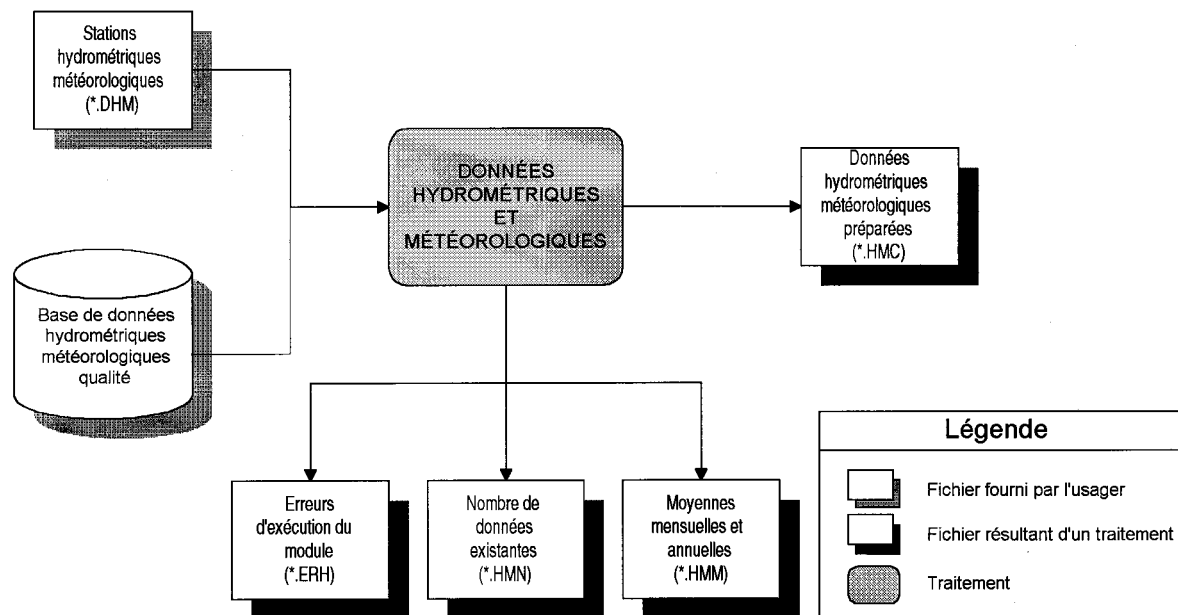 Stations
hydrométriques
météorologiques
(*.DHM)
Base de données
hydrométriques
météorologiques
qualité
DONNÉES
HYDROMÉTRIQUES
ET
MÉTÉOROLOGIQUES
Données
hydrométriques
météorologiques
préparées
(*.HMC)
Erreurs
d'exécution du
module
(*.ERH)
Nombre de
données
existantes
(*.HMN)
Moyennes
mensuelles et
annuelles
(*.HMM)
Légende
Fichier fourni par l'usager
Fichier résultant d'un traitement
Traitement